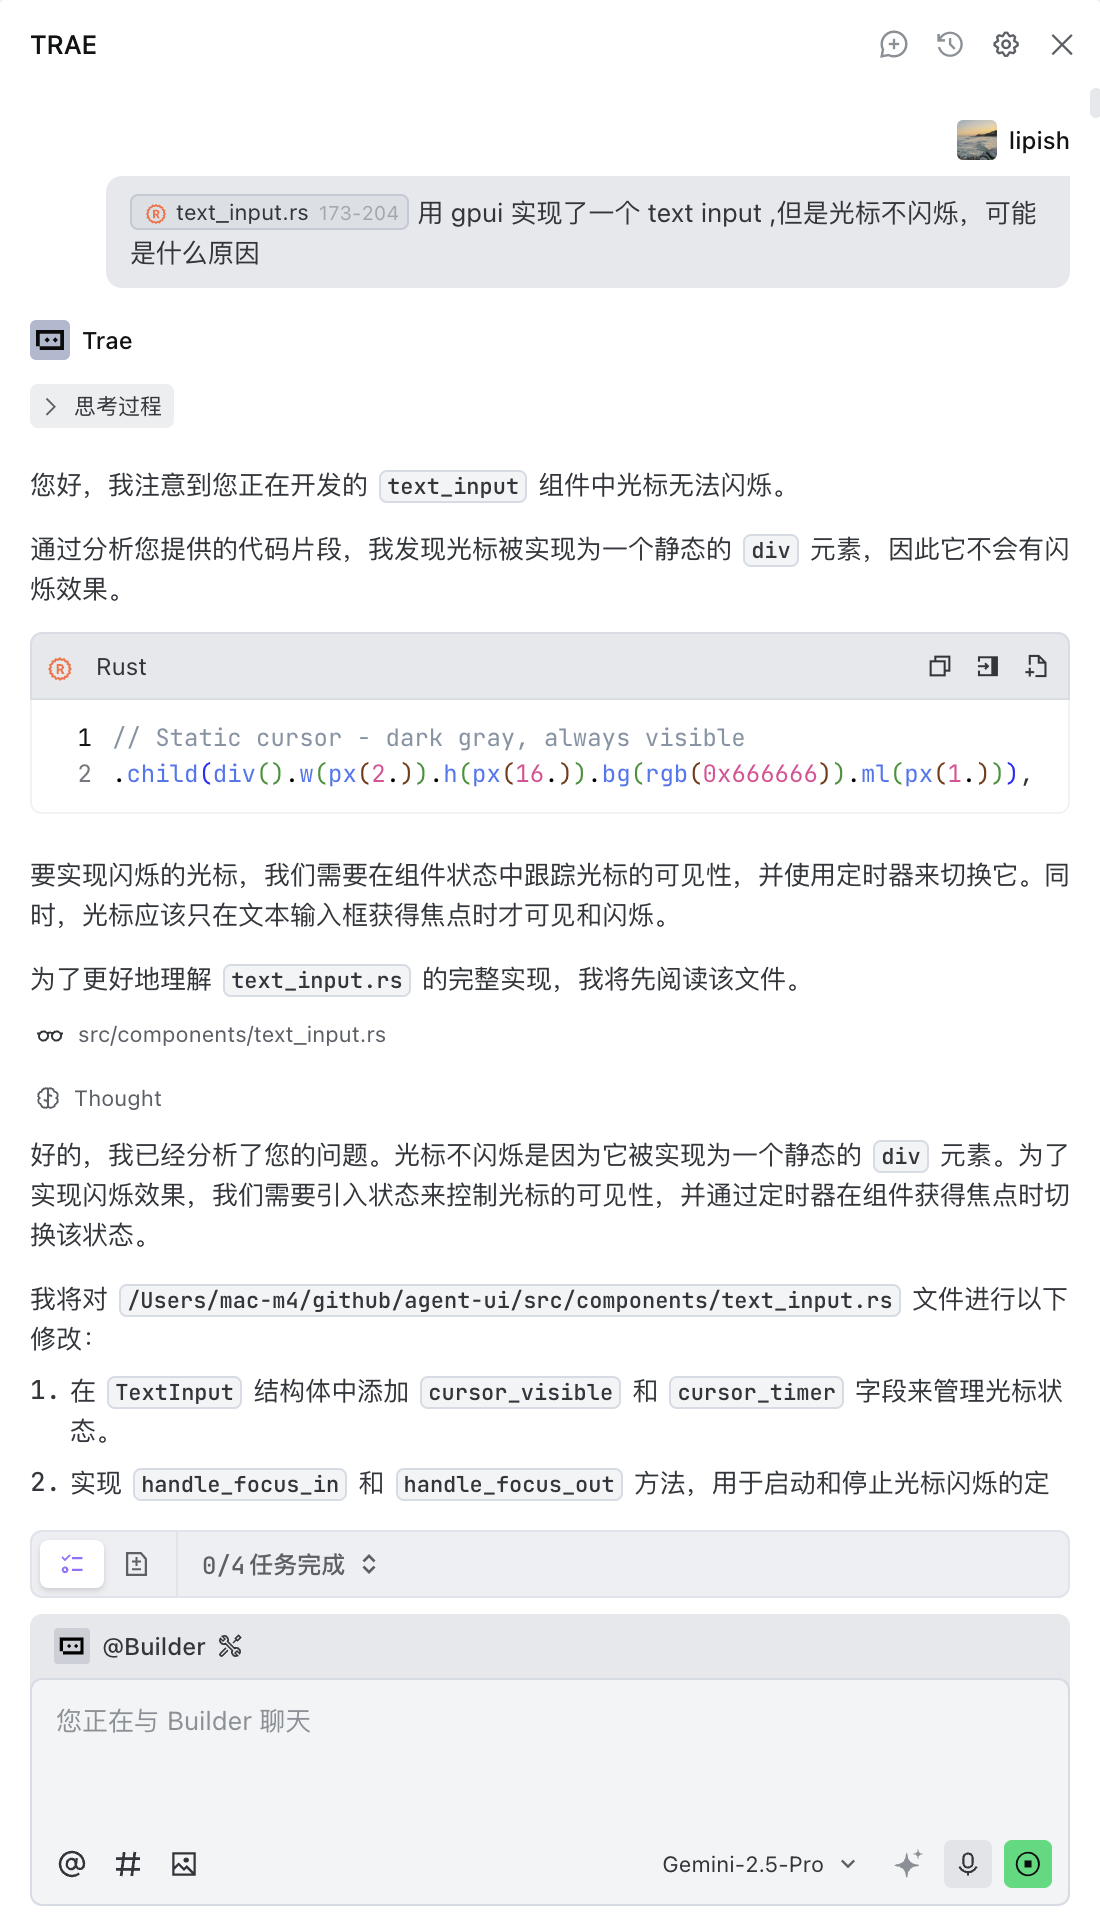 TRAE
lipish
text_input.rs 173-204 用 gpui 实现了一个 text input ,但是光标不闪烁，可能
是什么原因
Trae
思考过程
您好，我注意到您正在开发的 text_input 组件中光标无法闪烁。
通过分析您提供的代码片段，我发现光标被实现为一个静态的 div 元素，因此它不会有闪
烁效果。
Rust
1 // Static cursor - dark gray, always visible
2 .child(div().w(px(2.)).h(px(16.)).bg(rgb(0x666666)).ml(px(1.))),
要实现闪烁的光标，我们需要在组件状态中跟踪光标的可见性，并使用定时器来切换它。同
时，光标应该只在文本输入框获得焦点时才可见和闪烁。
为了更好地理解 text_input.rs 的完整实现，我将先阅读该文件。
src/components/text_input.rs
Thought
好的，我已经分析了您的问题。光标不闪烁是因为它被实现为一个静态的 div 元素。为了
实现闪烁效果，我们需要引入状态来控制光标的可见性，并通过定时器在组件获得焦点时切
换该状态。
我将对 /Users/mac-m4/github/agent-ui/src/components/text_input.rs 文件进行以下
修改：
1. 在 TextInput 结构体中添加 cursor_visible 和 cursor_timer 字段来管理光标状
态。
2. 实现 handle_focus_in 和 handle_focus_out 方法，用于启动和停止光标闪烁的定
0/4 任务完成
@Builder
您正在与 Builder 聊天
Gemini-2.5-Pro